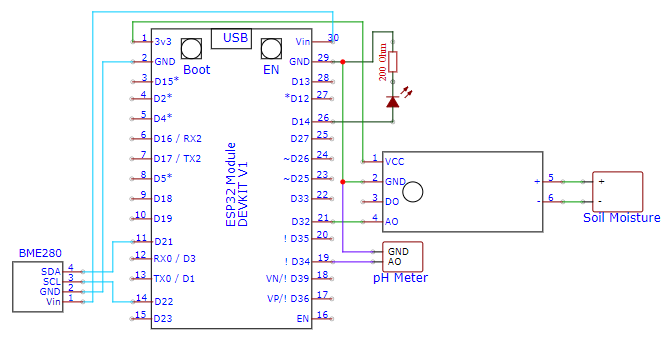 USB
Boot
EN
ESP32 Module
DEVKIT V1
1 3v3
2 GND
3 D15*
4 D2*
5 D4*
6 D16 / RX2
7 D17 / TX2
8 D5*
9 D18
10 D19
11 D21
12 RX0 / D3
13 TX0 / D1
14 D22
15 D23
Vin 30
GND 29
D13 28
*D12 27
D14 26
D27 25
~D26 24
~D25 23
D33 22
D32 21
! D35 20
! D34 19
VN/! D39 18
VP/! D36 17
EN 16
200 Ohm
1 VCC
2 GND
3 DO
4 AO
+ 5
- 6
+
-
Soil Moisture
GND
AO
pH Meter
BME280
SDA 4
SCL 3
GND 2
Vin 1